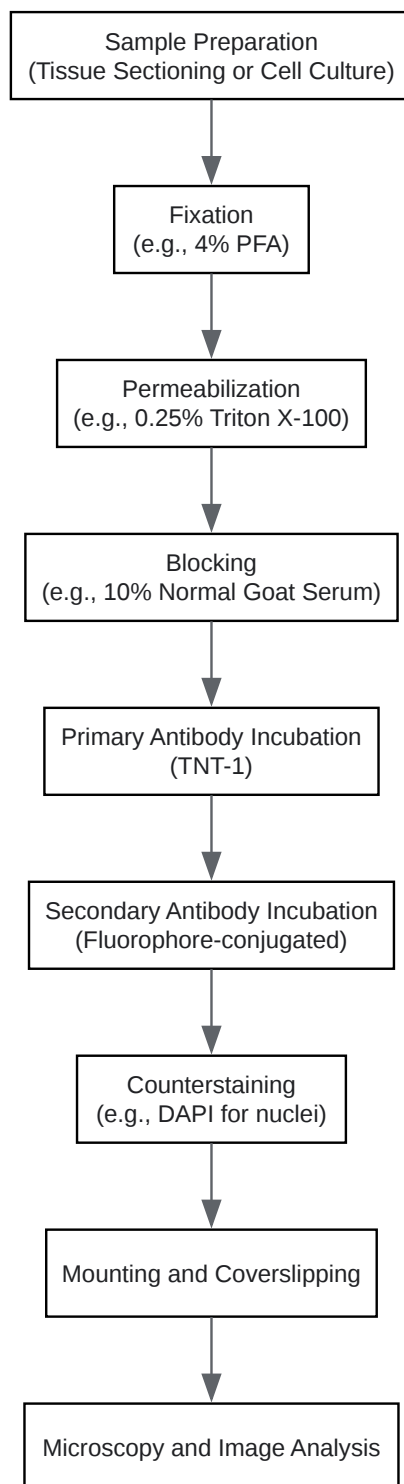 Sample Preparation
(Tissue Sectioning or Cell Culture)
Fixation
(e.g., 4% PFA)
Permeabilization
(e.g., 0.25% Triton X-100)
Blocking
(e.g., 10% Normal Goat Serum)
Primary Antibody Incubation
(TNT-1)
Secondary Antibody Incubation
(Fluorophore-conjugated)
Counterstaining
(e.g., DAPI for nuclei)
Mounting and Coverslipping
Microscopy and Image Analysis